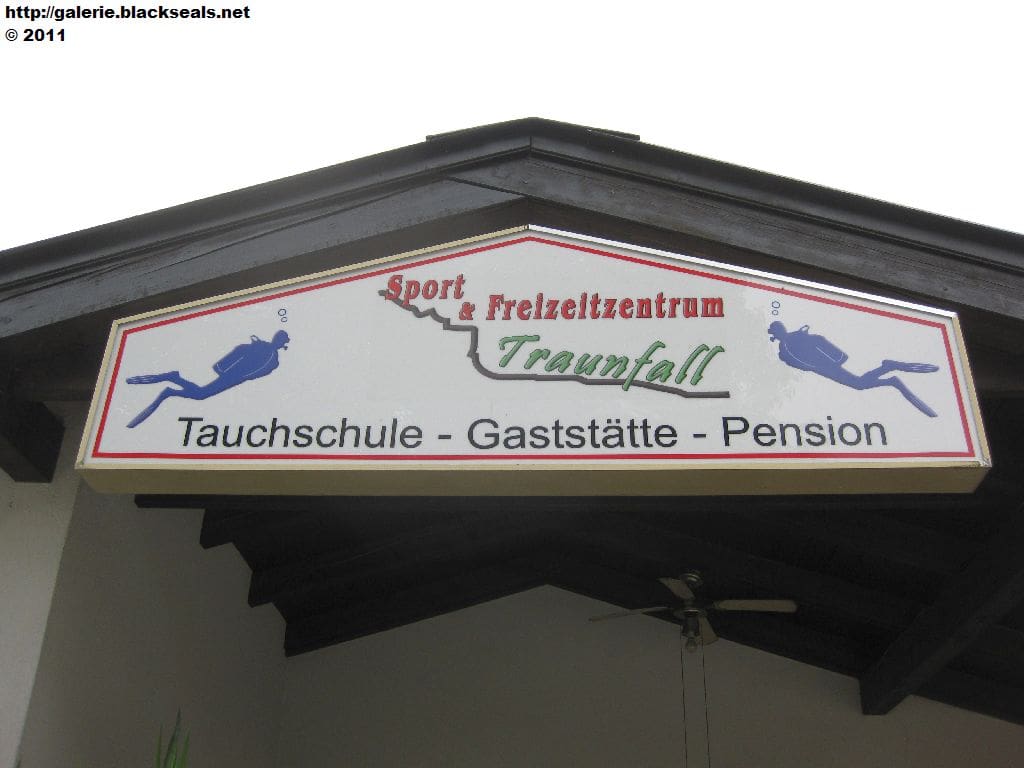 http://galerie.blackseals.net
© 2011
Sport
& Freizeitzentrum
Traunfall
Tauchschule - Gaststätte - Pension